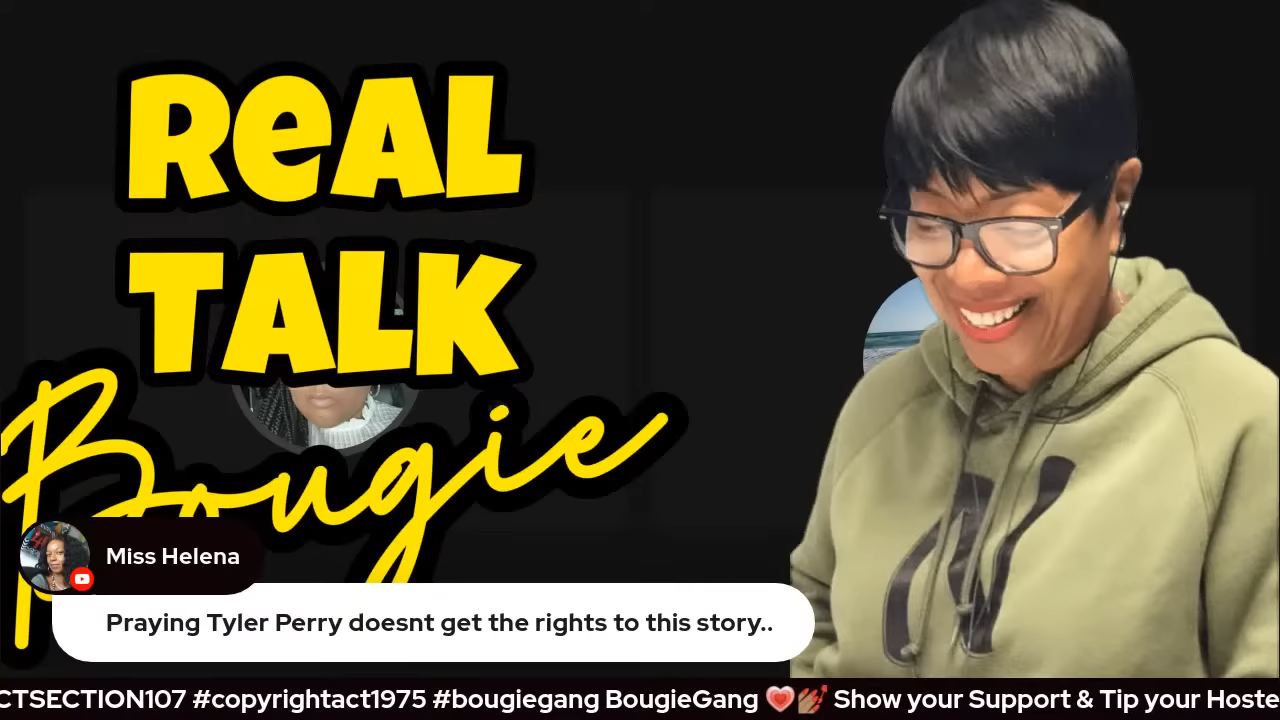 ReAL
TALK
Bougie
Miss Helena
Praying Tyler Perry doesnt get the rights to this story..
CTSECTION107 #copyrightact1975 #bougiegang BougieGang 💗💅🏾 Show your Support & Tip your Hoste